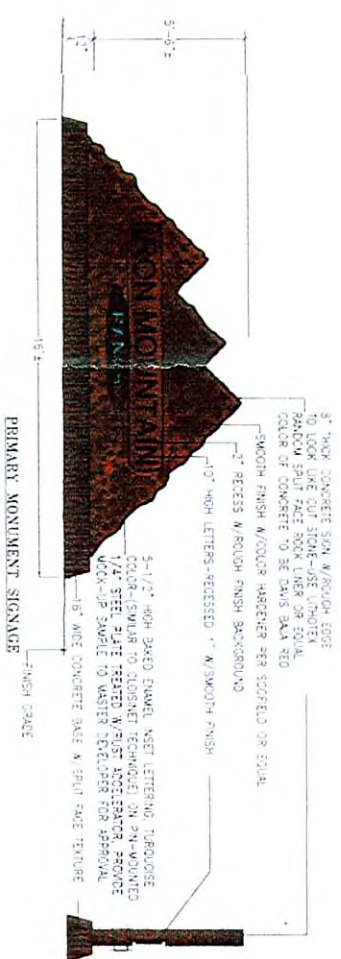 8" THICK CONCRETE SIGN W/ROUGH EDGE
TO LOOK LIKE CUT STONE-USE LITHOTEX
RANDOM SPLIT FACE ROCK LINER OR EQUAL
COLOR OF CONCRETE TO BE DAVIS BAJA RED
SMOOTH FINISH W/COLOR HARDENER PER SCOFIELD OR EQUAL
2" RECESS W/ROUGH FINISH BACKGROUND
10" HIGH LETTERS-RECESSED 1" W/ SMOOTH FINISH
5-1/2" HIGH BAKED ENAMEL INSET LETTERING, TURQUOISE
COLOR-(SIMILAR TO CLOISNET TECHNIQUE) ON PIN-MOUNTED
1/4" STEEL PLATE TREATED W/RUST ACCELERATOR. PROVIDE
MOCK-UP SAMPLE TO MASTER DEVELOPER FOR APPROVAL
16" WIDE CONCRETE BASE W/ SPLIT FACE TEXTURE
FINISH GRADE
5'-6"±
12"
IRON MOUNTAIN
16'±
PRIMARY MONUMENT SIGNAGE